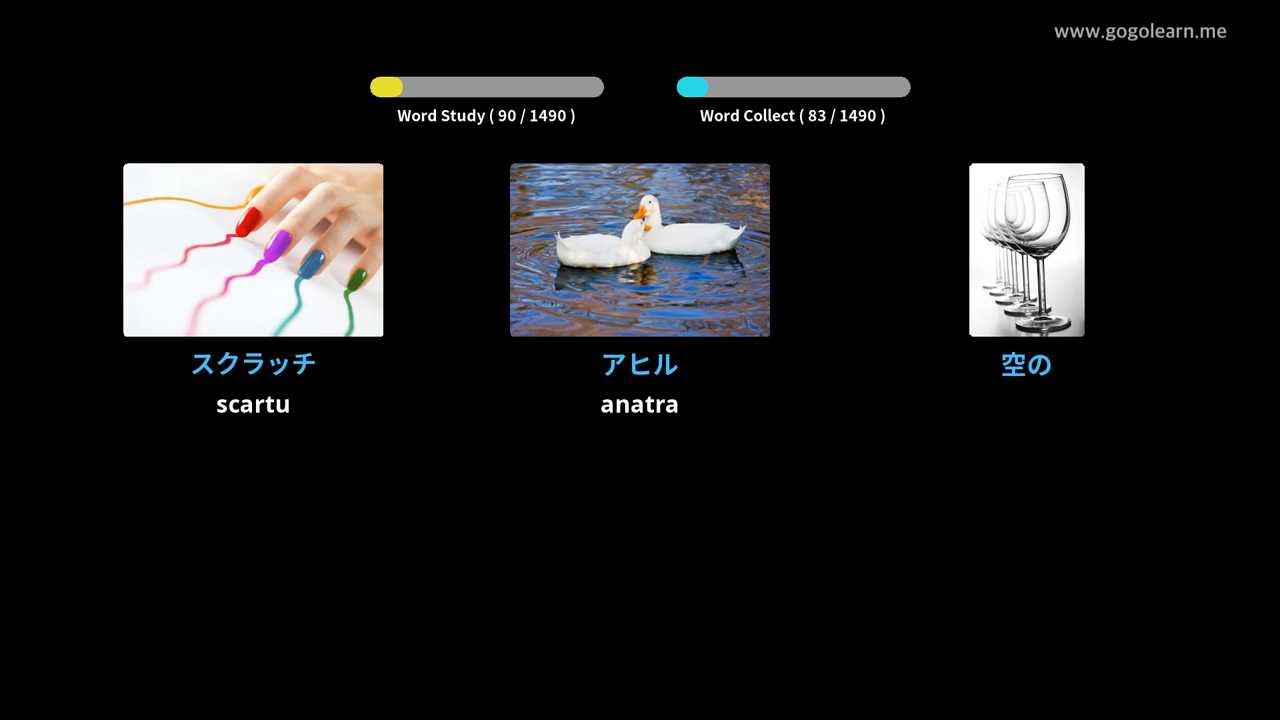 www.gogolearn.me
Word Study ( 90 / 1490 )
Word Collect ( 83 / 1490 )
スクラッチ
アヒル
空の
scartu
anatra